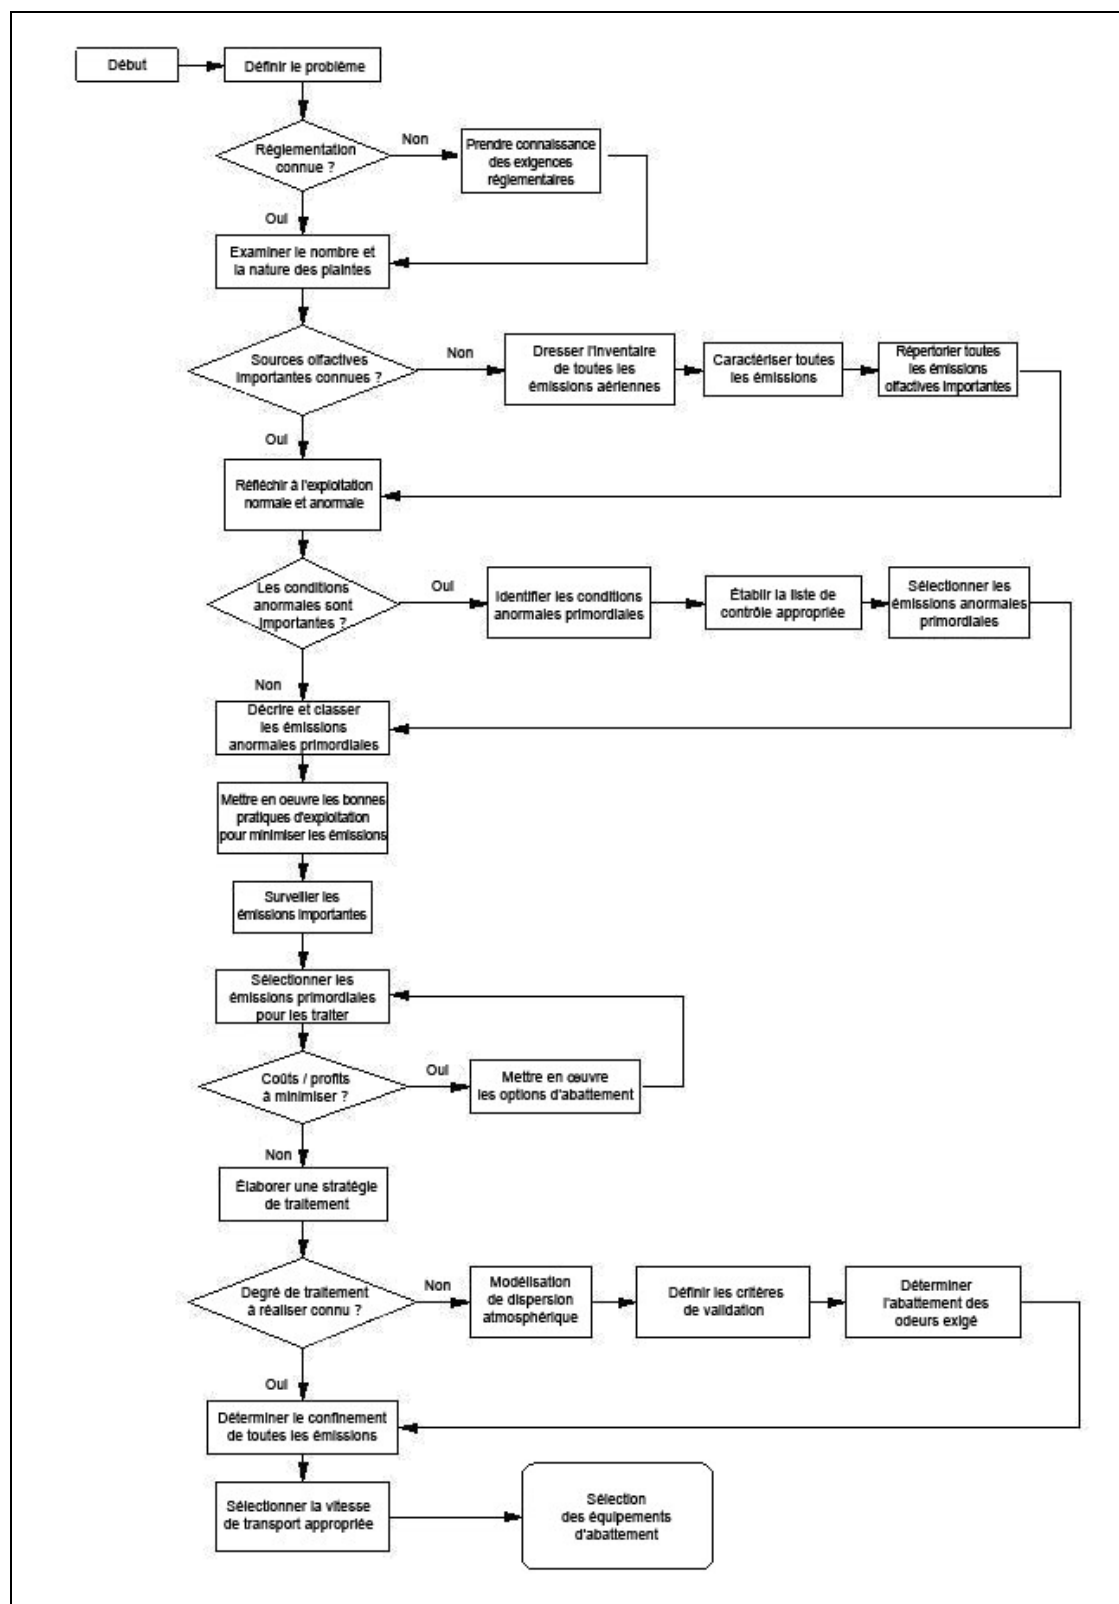 Début
Définir le problème
Réglementation
connue ?
Non
Prendre connaissance
des exigences
réglementaires
Oui
Examiner le nombre et
la nature des plaintes
Sources olfactives
importantes connues ?
Non
Dresser l'inventaire
de toutes les
émissions aériennes
Caractériser toutes
les émissions
Répertorier toutes
les émissions
olfactives importantes
Oui
Réfléchir à l'exploitation
normale et anormale
Les conditions
anormales sont
importantes ?
Oui
Identifier les conditions
anormales primordiales
Établir la liste de
contrôle appropriée
Sélectionner les
émissions anormales
primordiales
Non
Décrire et classer
les émissions
anormales primordiales
Mettre en oeuvre les bonnes
pratiques d'exploitation
pour minimiser les émissions
Surveiller les
émissions importantes
Sélectionner les
émissions primordiales
pour les traiter
Coûts / profits
à minimiser ?
Oui
Mettre en œuvre
les options d'abattement
Non
Élaborer une stratégie
de traitement
Degré de traitement
à réaliser connu ?
Non
Modélisation
de dispersion
atmosphérique
Définir les critères
de validation
Déterminer
l'abattement des
odeurs exigé
Oui
Déterminer le confinement
de toutes les émissions
Sélectionner la vitesse
de transport appropriée
Sélection
des équipements
d'abattement